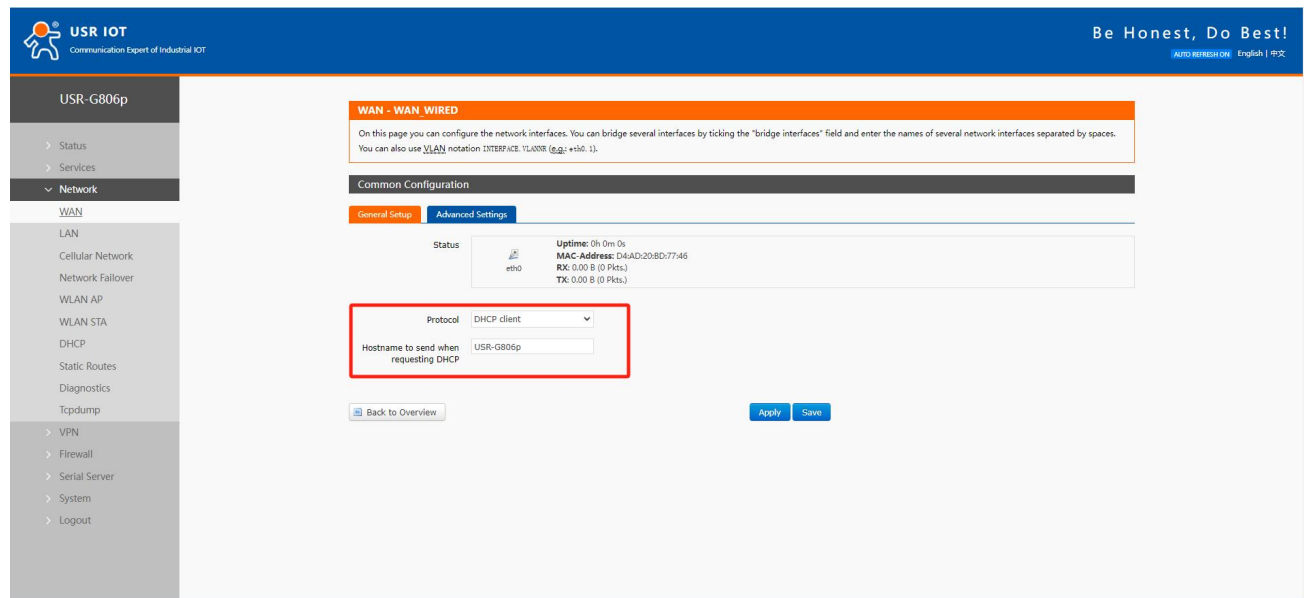 USR IOT
Communication Expert of Industrial IOT
Be Honest, Do Best!
AUTO REFRESH ON English | 中文
USR-G806p
Status
Services
Network
WAN
LAN
Cellular Network
Network Failover
WLAN AP
WLAN STA
DHCP
Static Routes
Diagnostics
Tcpdump
VPN
Firewall
Serial Server
System
Logout
WAN - WAN_WIRED
On this page you can configure the network interfaces. You can bridge several interfaces by ticking the "bridge interfaces" field and enter the names of several network interfaces separated by spaces.
You can also use VLAN notation INTERFACE.VLANNR (e.g.: eth0.1).
Common Configuration
General Setup Advanced Settings
Status
eth0
Uptime: 0h 0m 0s
MAC-Address: D4:AD:20:BD:77:46
RX: 0.00 B (0 Pkts.)
TX: 0.00 B (0 Pkts.)
Protocol DHCP client
Hostname to send when requesting DHCP USR-G806p
Back to Overview Apply Save